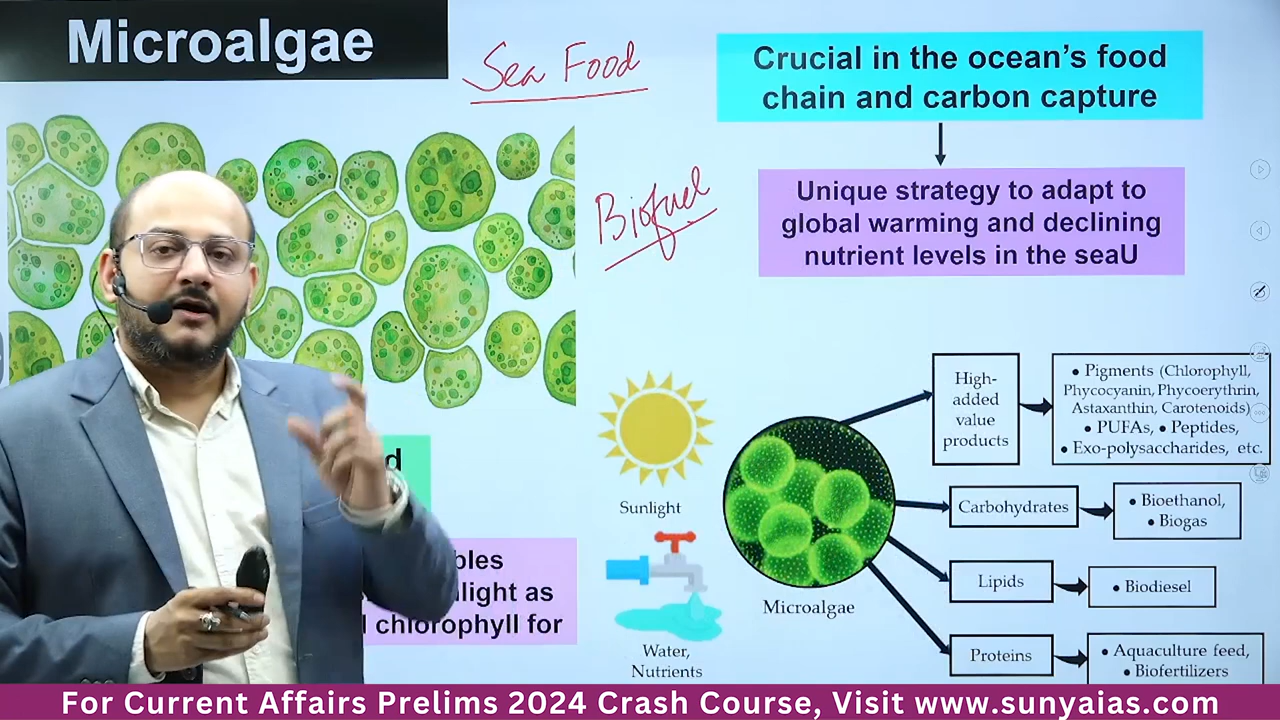 Microalgae
Sea Food
Biofuel
Crucial in the ocean's food
chain and carbon capture
Unique strategy to adapt to
global warming and declining
nutrient levels in the seaU
Sunlight
Water,
Nutrients
Microalgae
High-
added
value
products
• Pigments (Chlorophyll,
Phycocyanin, Phycoerythrin,
Astaxanthin, Carotenoids)
• PUFAs, • Peptides,
• Exo-polysaccharides, etc.
Carbohydrates
• Bioethanol,
• Biogas
Lipids
• Biodiesel
Proteins
• Aquaculture feed,
• Biofertilizers
as
chlorophyll for
For Current Affairs Prelims 2024 Crash Course, Visit www.sunyaias.com